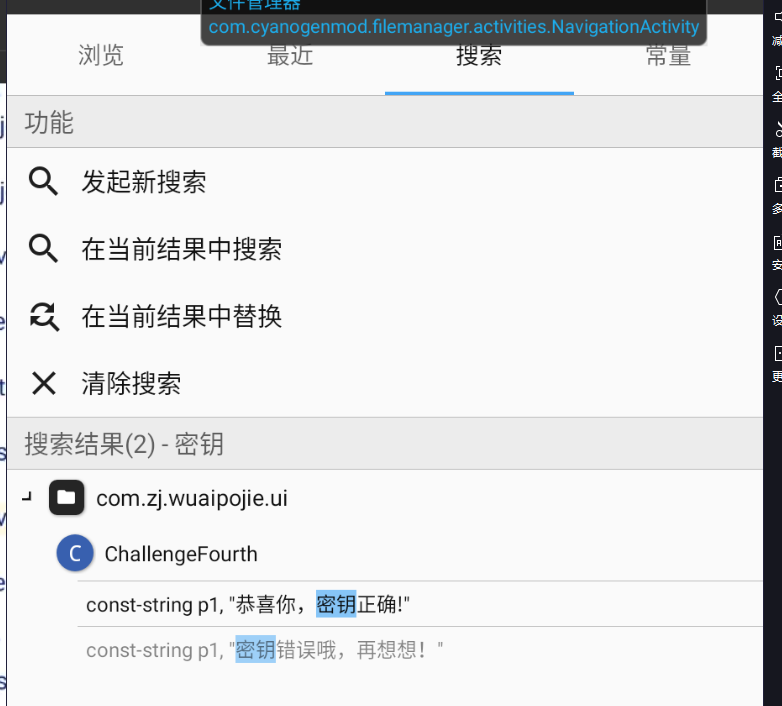 文件管理器
com.cyanogenmod.filemanager.activities.NavigationActivity
浏览 最近 搜索 常量
功能
发起新搜索
在当前结果中搜索
在当前结果中替换
清除搜索
搜索结果(2) - 密钥
com.zj.wuaipojie.ui
C ChallengeFourth
const-string p1, "恭喜你，密钥正确!"
const-string p1, "密钥错误哦，再想想！"